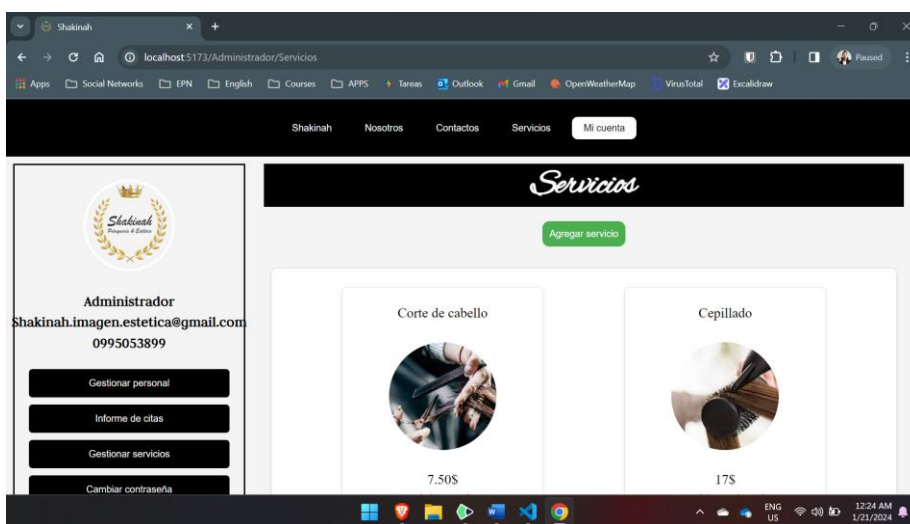 Shakinah
localhost:5173/Administrador/Servicios
Paused
Apps Social Networks EPN English Courses APPS Tareas Outlook Gmail OpenWeatherMap VirusTotal Excalidraw
Shakinah Nosotros Contactos Servicios Mi cuenta
Servicios
Agregar servicio
Shakinah
Peluquería & Estética
Administrador
Shakinah.imagen.estetica@gmail.com
0995053899
Gestionar personal
Informe de citas
Gestionar servicios
Cambiar contraseña
Corte de cabello
7.50$
Cepillado
17$
ENG
US
12:24 AM
1/21/2024